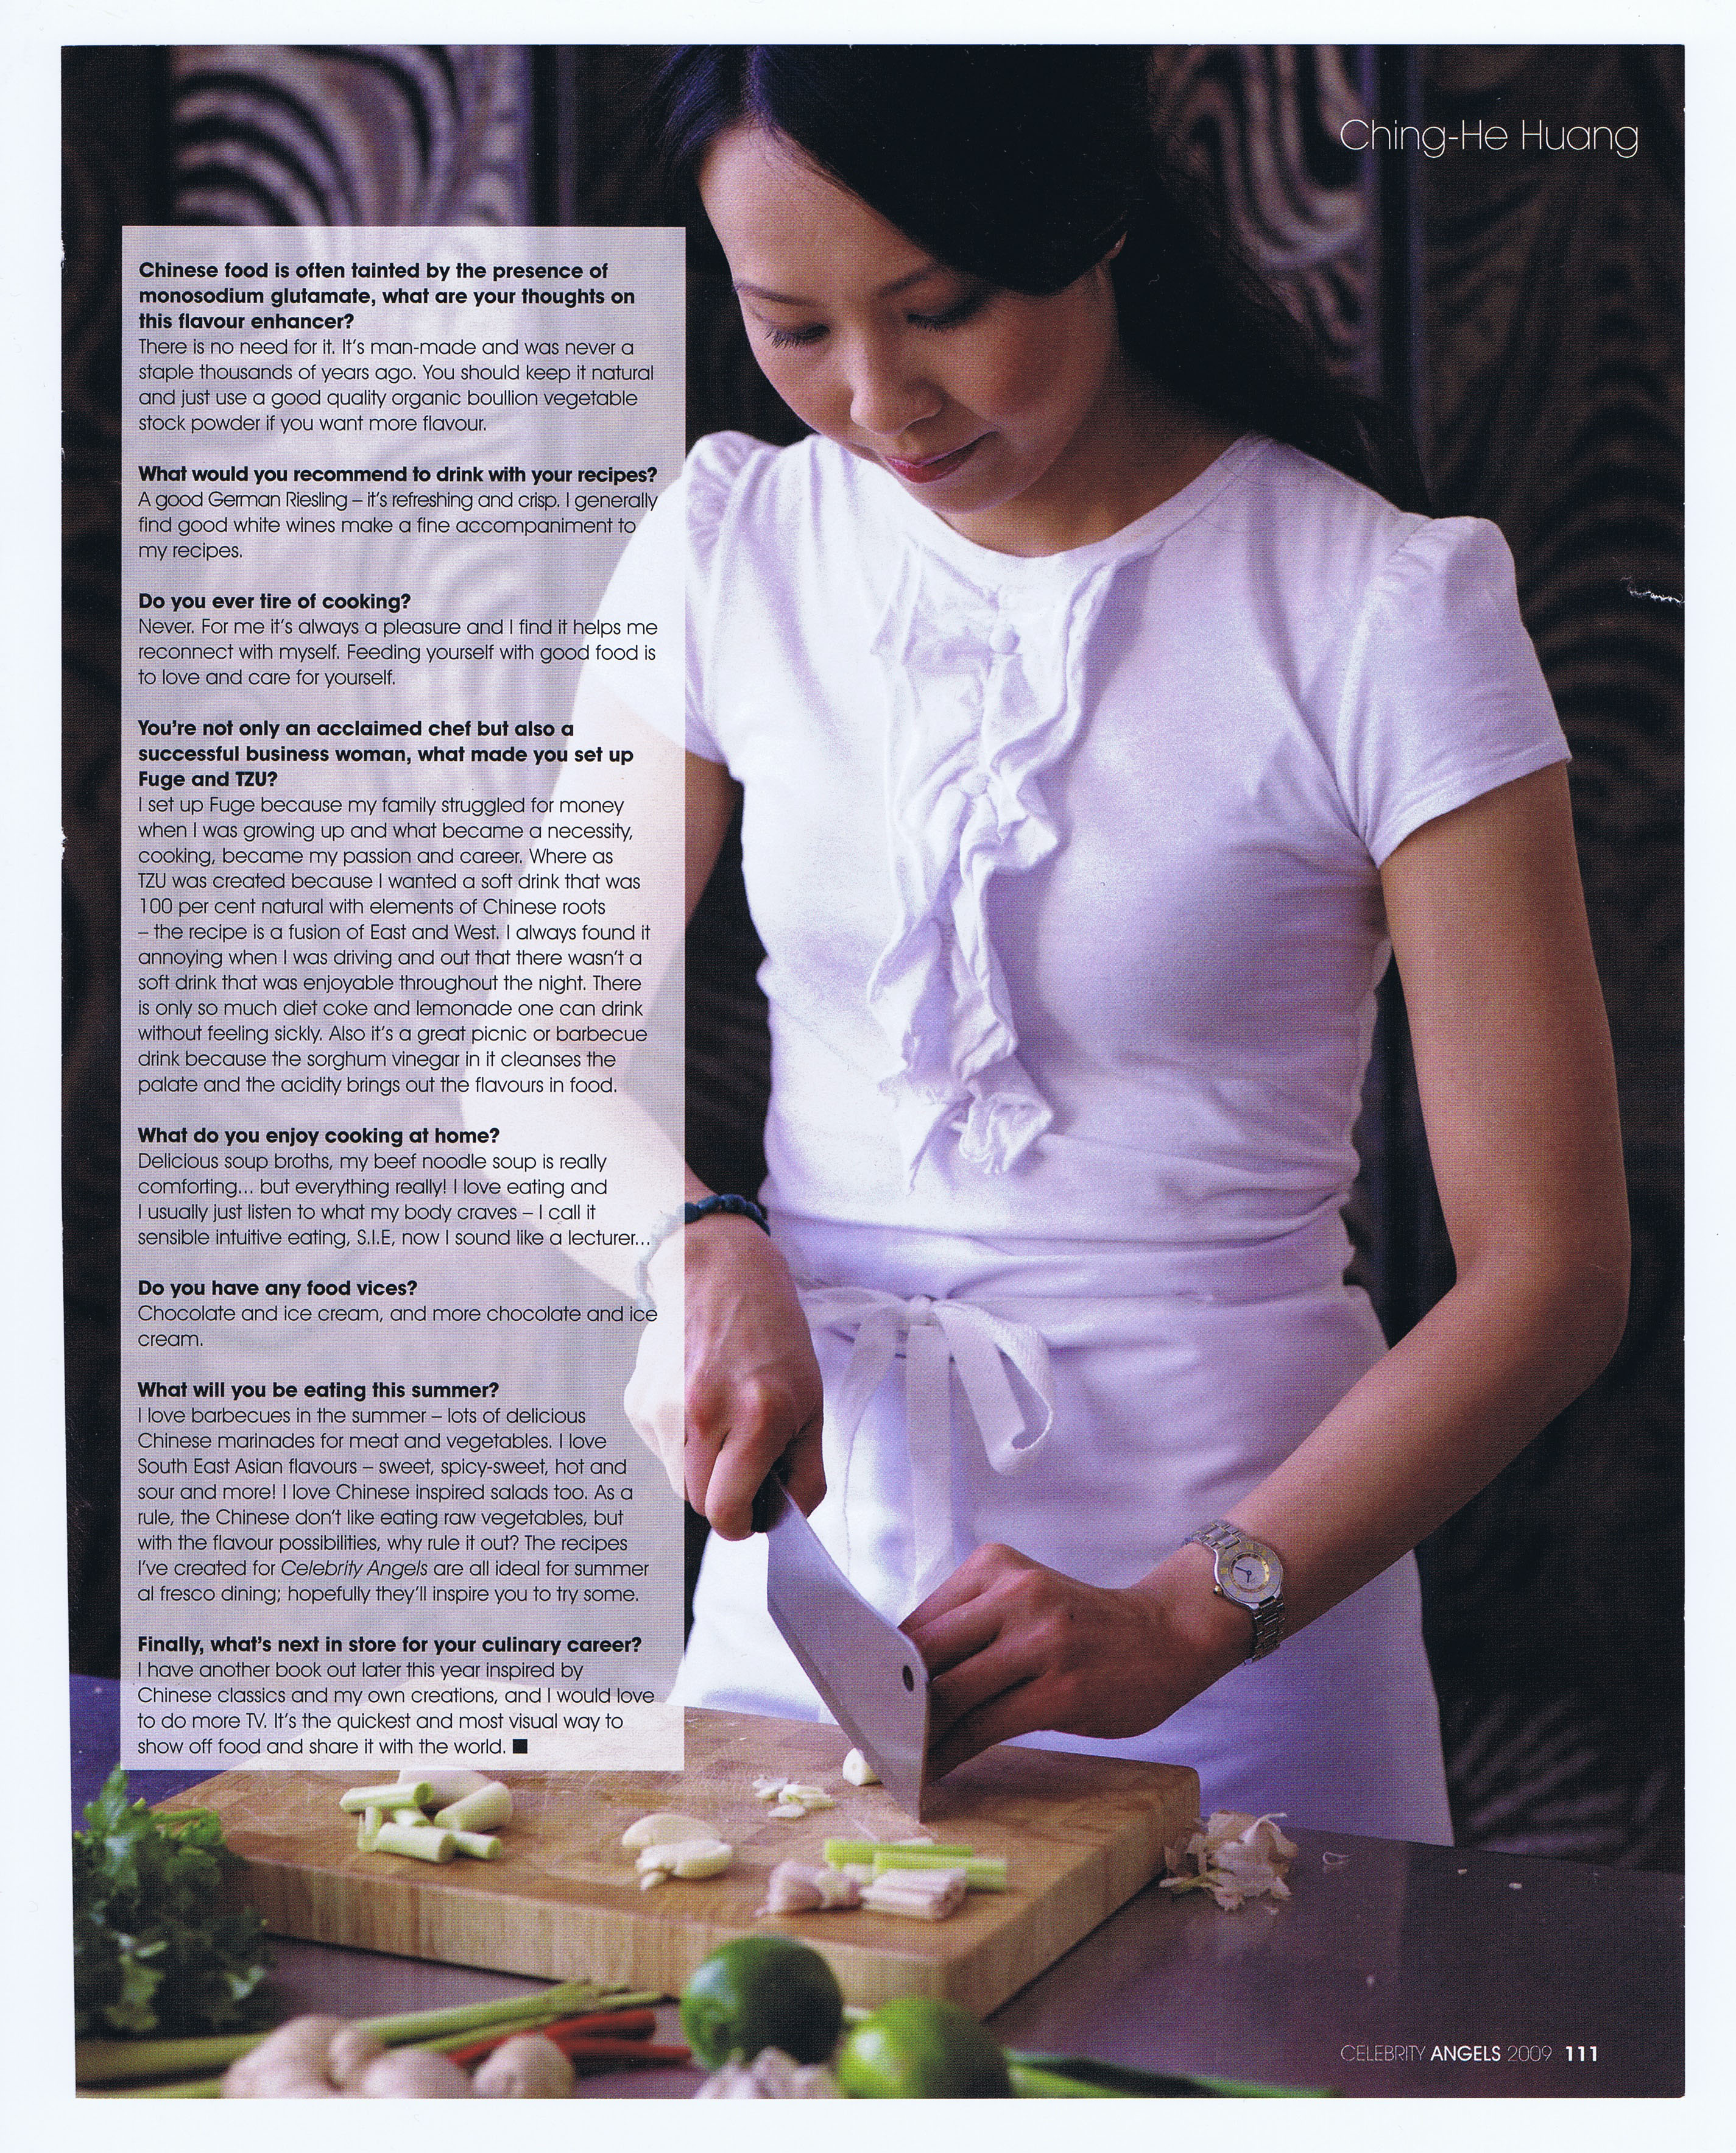 Ching-He Huang
Chinese food is often tainted by the presence of
monosodium glutamate, what are your thoughts on
this flavour enhancer?
There is no need for it. It's man-made and was never a
staple thousands of years ago. You should keep it natural
and just use a good quality organic boullion vegetable
stock powder if you want more flavour.
What would you recommend to drink with your recipes?
A good German Riesling – it's refreshing and crisp. I generally
find good white wines make a fine accompaniment to
my recipes.
Do you ever tire of cooking?
Never. For me it's always a pleasure and I find it helps me
reconnect with myself. Feeding yourself with good food is
to love and care for yourself.
You're not only an acclaimed chef but also a
successful business woman, what made you set up
Fuge and TZU?
I set up Fuge because my family struggled for money
when I was growing up and what became a necessity,
cooking, became my passion and career. Where as
TZU was created because I wanted a soft drink that was
100 per cent natural with elements of Chinese roots
– the recipe is a fusion of East and West. I always found it
annoying when I was driving and out that there wasn't a
soft drink that was enjoyable throughout the night. There
is only so much diet coke and lemonade one can drink
without feeling sickly. Also it's a great picnic or barbecue
drink because the sorghum vinegar in it cleanses the
palate and the acidity brings out the flavours in food.
What do you enjoy cooking at home?
Delicious soup broths, my beef noodle soup is really
comforting... but everything really! I love eating and
I usually just listen to what my body craves – I call it
sensible intuitive eating, S.I.E, now I sound like a lecturer...
Do you have any food vices?
Chocolate and ice cream, and more chocolate and ice
cream.
What will you be eating this summer?
I love barbecues in the summer – lots of delicious
Chinese marinades for meat and vegetables. I love
South East Asian flavours – sweet, spicy-sweet, hot and
sour and more! I love Chinese inspired salads too. As a
rule, the Chinese don't like eating raw vegetables, but
with the flavour possibilities, why rule it out? The recipes
I've created for Celebrity Angels are all ideal for summer
al fresco dining; hopefully they'll inspire you to try some.
Finally, what's next in store for your culinary career?
I have another book out later this year inspired by
Chinese classics and my own creations, and I would love
to do more TV. It's the quickest and most visual way to
show off food and share it with the world. ■
CELEBRITY ANGELS 2009 111